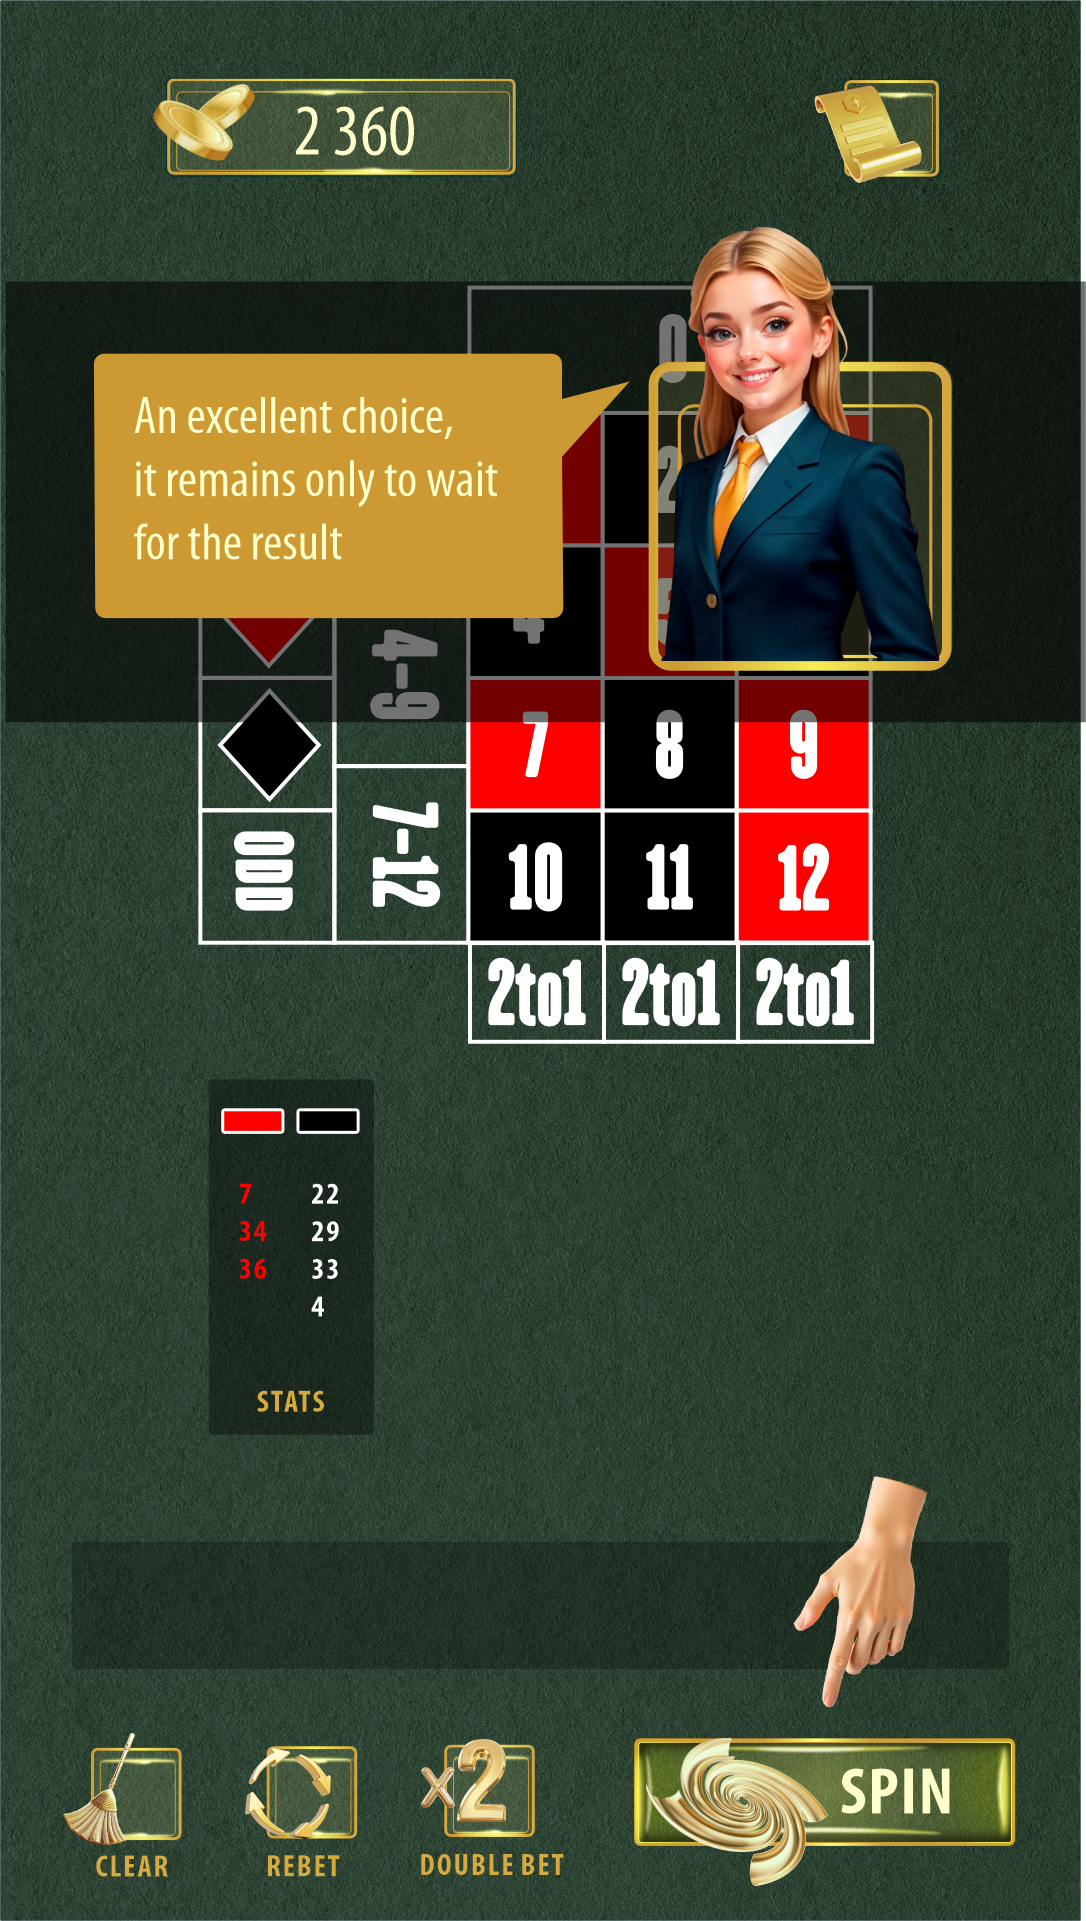 2 360
0
An excellent choice,
it remains only to wait
for the result
2
4 5
4-9
7 8 9
7-12
ODD
10 11 12
2to1 2to1 2to1
7 22
34 29
36 33
4
STATS
SPIN
CLEAR
REBET
x2
DOUBLE BET